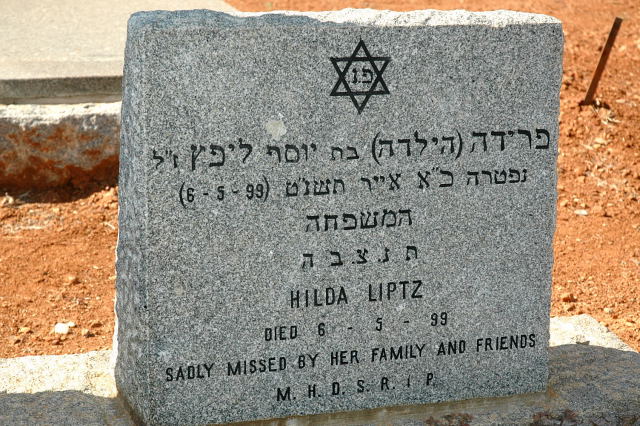 פ.נ
פרידה (הילדה) בת יוסף ליפץ ז״ל
נפטרה כ״א אייר תשנ״ט (6 - 5 - 99)
המשפחה
ת נ.צ.ב ה
HILDA LIPTZ
DIED 6 - 5 - 99
SADLY MISSED BY HER FAMILY AND FRIENDS
M.H.D.S.R.I.P.